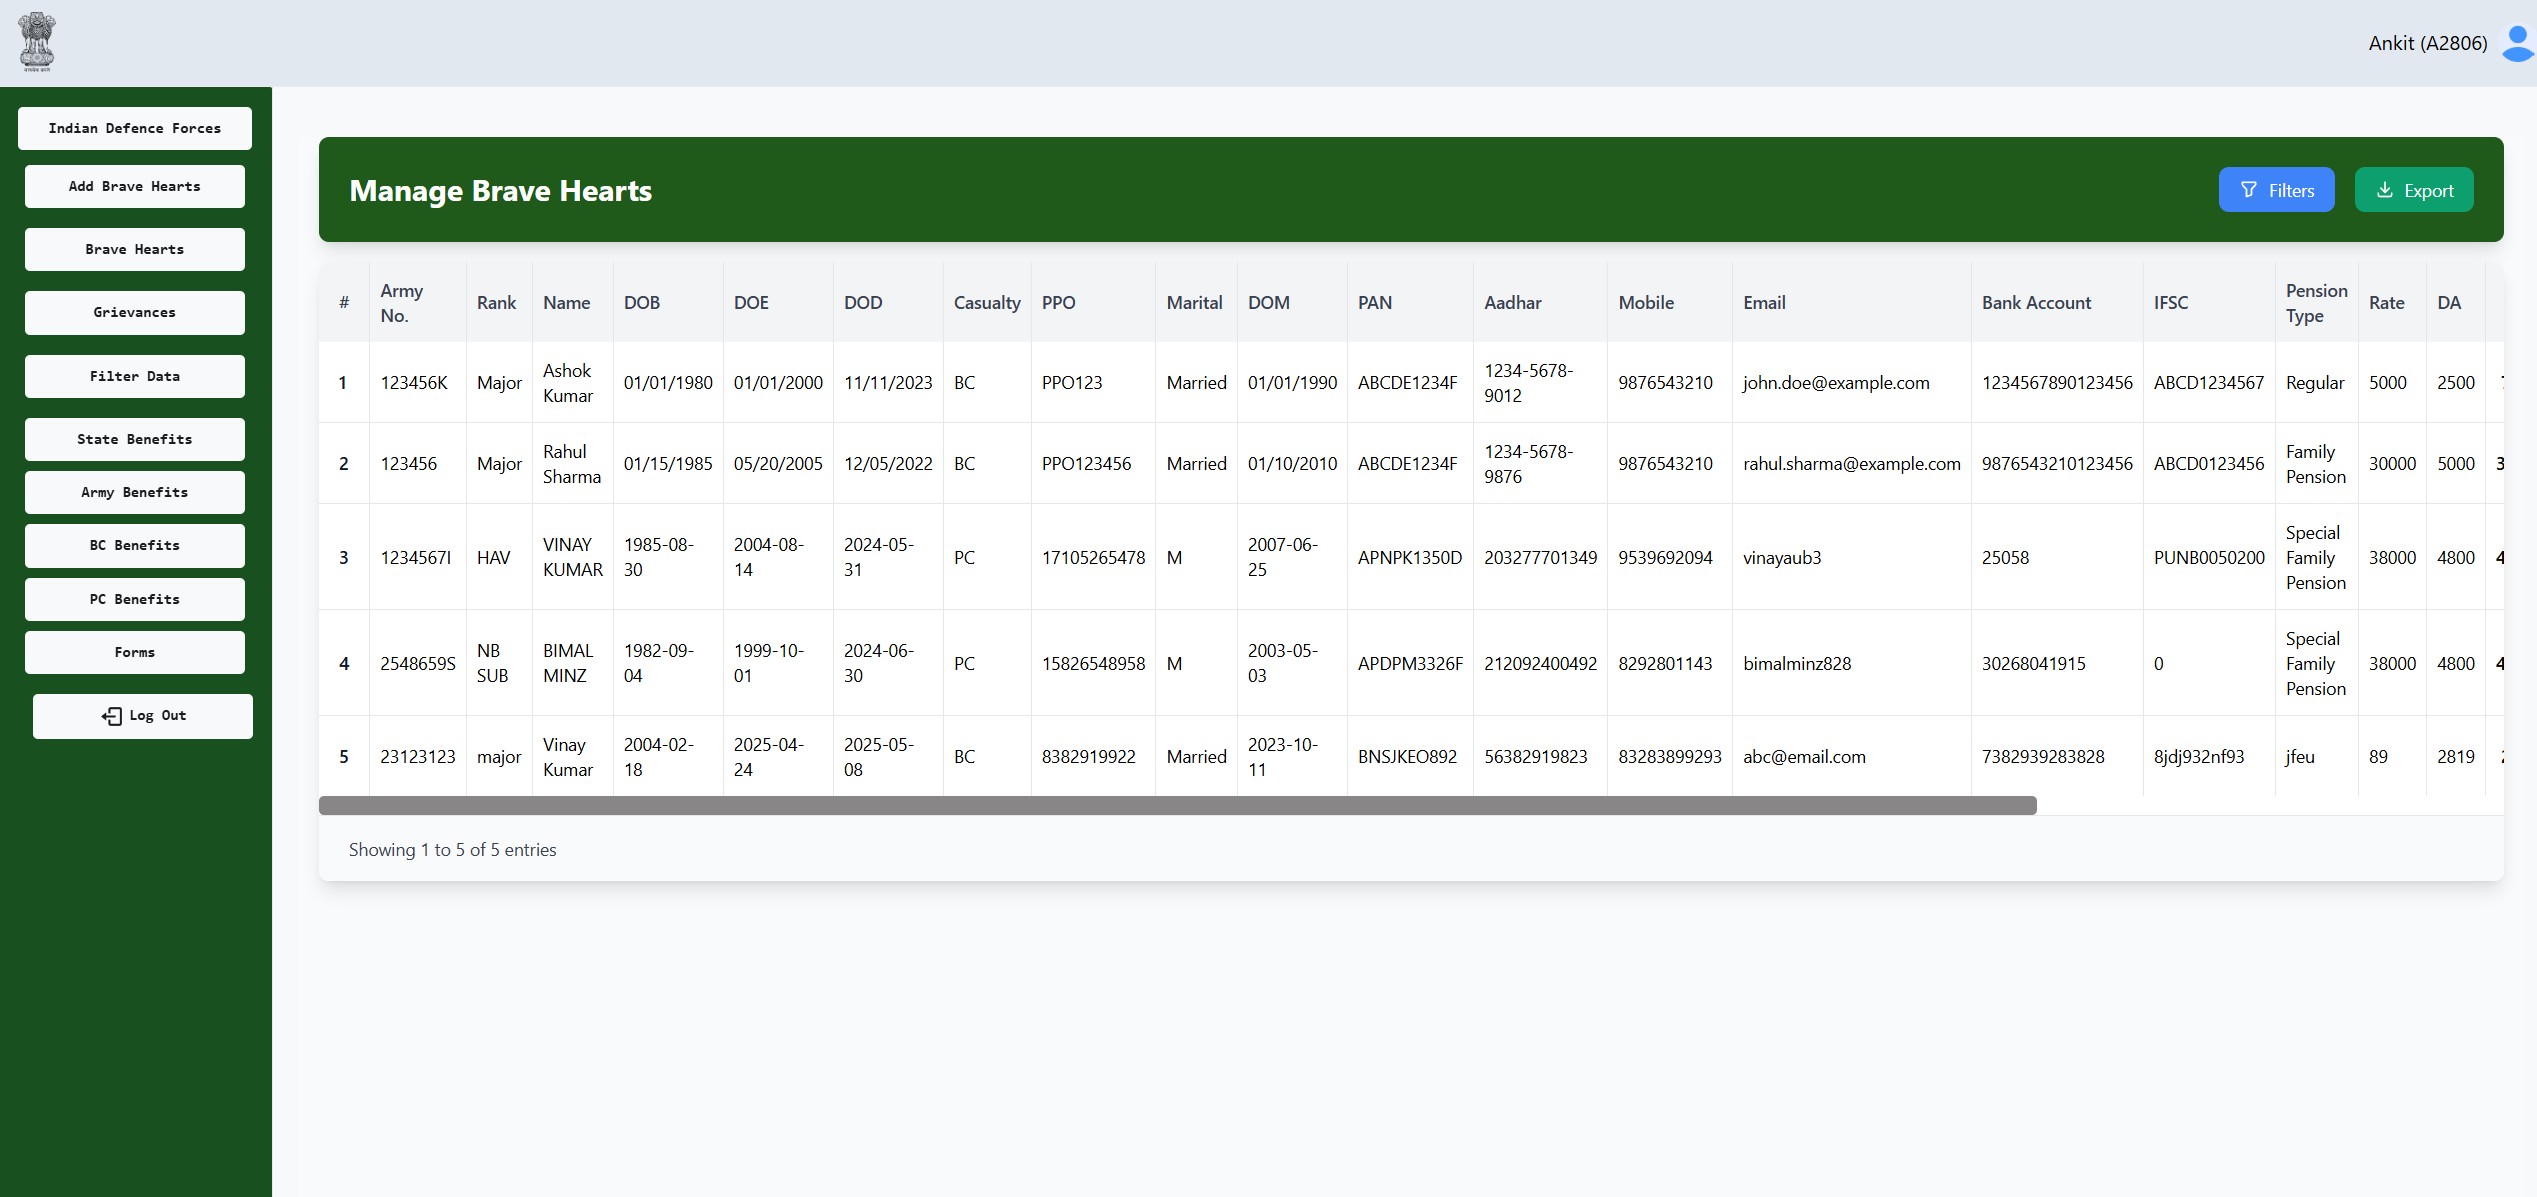 Ankit (A2806)
Indian Defence Forces
Add Brave Hearts
Brave Hearts
Grievances
Filter Data
State Benefits
Army Benefits
BC Benefits
PC Benefits
Forms
Log Out
Manage Brave Hearts
Filters
Export
# Army No. Rank Name DOB DOE DOD Casualty PPO Marital DOM PAN Aadhar Mobile Email Bank Account IFSC Pension Type Rate DA
1 123456K Major Ashok Kumar 01/01/1980 01/01/2000 11/11/2023 BC PPO123 Married 01/01/1990 ABCDE1234F 1234-5678-9012 9876543210 john.doe@example.com 1234567890123456 ABCD1234567 Regular 5000 2500
2 123456 Major Rahul Sharma 01/15/1985 05/20/2005 12/05/2022 BC PPO123456 Married 01/10/2010 ABCDE1234F 1234-5678-9876 9876543210 rahul.sharma@example.com 9876543210123456 ABCD0123456 Family Pension 30000 5000
3 1234567I HAV VINAY KUMAR 1985-08-30 2004-08-14 2024-05-31 PC 17105265478 M 2007-06-25 APNPK1350D 203277701349 9539692094 vinayaub3 25058 PUNB0050200 Special Family Pension 38000 4800
4 2548659S NB SUB BIMAL MINZ 1982-09-04 1999-10-01 2024-06-30 PC 15826548958 M 2003-05-03 APDPM3326F 212092400492 8292801143 bimalminz828 30268041915 0 Special Family Pension 38000 4800
5 23123123 major Vinay Kumar 2004-02-18 2025-04-24 2025-05-08 BC 8382919922 Married 2023-10-11 BNSJKEO892 56382919823 83283899293 abc@email.com 7382939283828 8jdj932nf93 jfeu 89 2819
Showing 1 to 5 of 5 entries